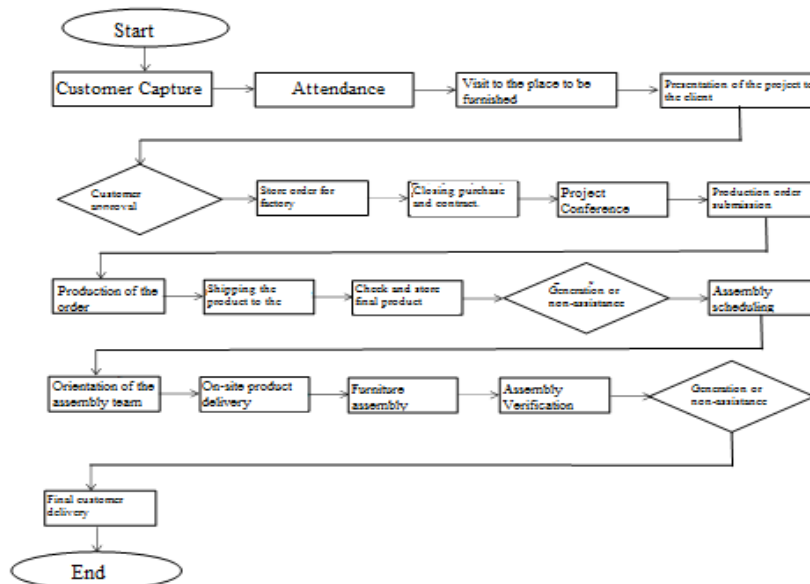 Start
Customer Capture
Attendance
Visit to the place to be
furnished
Presentation of the project to
the client
Customer
approval
Store order for
factory
Closing purchase
and contract.
Project
Conference
Production order
submission
Production of the
order
Shipping the
product to the
Check and store
final product
Generation or
non-assistance
Assembly
scheduling
Orientation of the
assembly team
On-site product
delivery
Furniture
assembly
Assembly
Verification
Generation or
non-assistance
Final customer
delivery
End